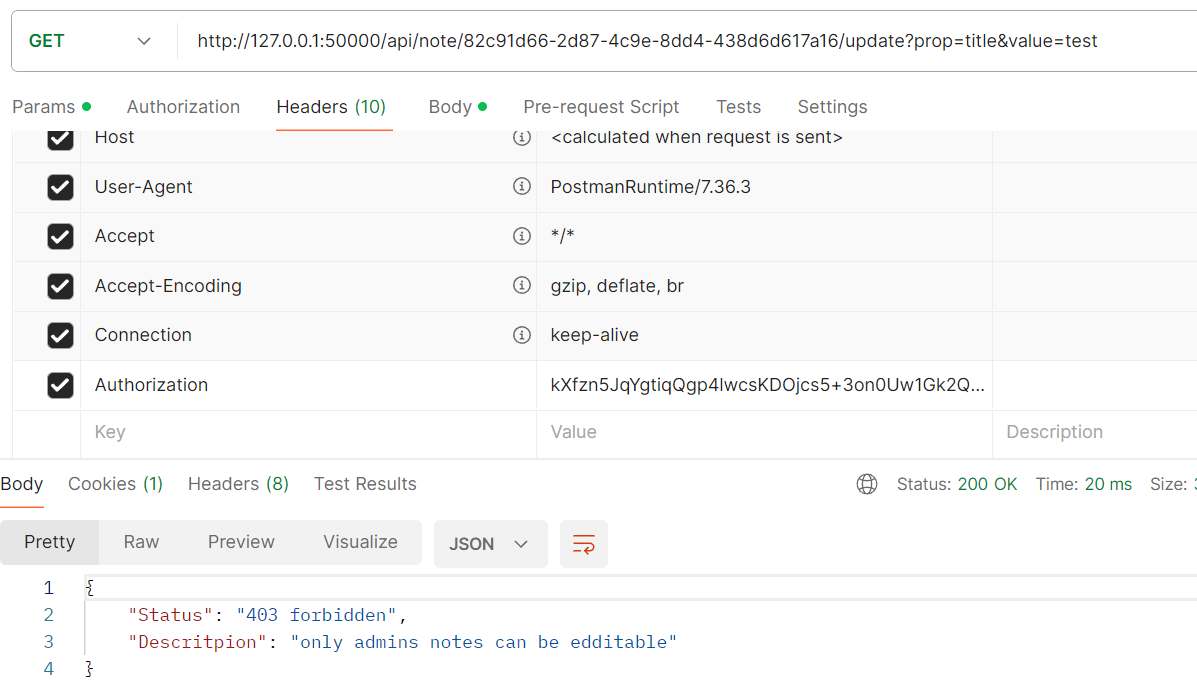 GET http://127.0.0.1:50000/api/note/82c91d66-2d87-4c9e-8dd4-438d6d617a16/update?prop=title&value=test
Params Authorization Headers (10) Body Pre-request Script Tests Settings
Host <calculated when request is sent>
User-Agent PostmanRuntime/7.36.3
Accept */*
Accept-Encoding gzip, deflate, br
Connection keep-alive
Authorization kXfzn5JqYgtiqQgp4lwcsKDOjcs5+3on0Uw1Gk2Q...
Key Value Description
Body Cookies (1) Headers (8) Test Results Status: 200 OK Time: 20 ms Size:
Pretty Raw Preview Visualize JSON
1 {
2 "Status": "403 forbidden",
3 "Descritpion": "only admins notes can be edditable"
4 }